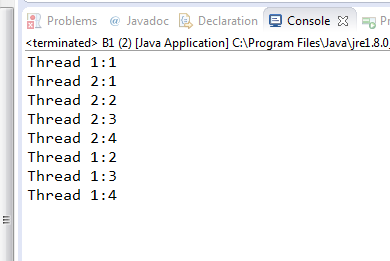 Problems @ Javadoc Declaration Console
<terminated> B1 (2) [Java Application] C:\Program Files\Java\jre1.8.0
Thread 1:1
Thread 2:1
Thread 2:2
Thread 2:3
Thread 2:4
Thread 1:2
Thread 1:3
Thread 1:4